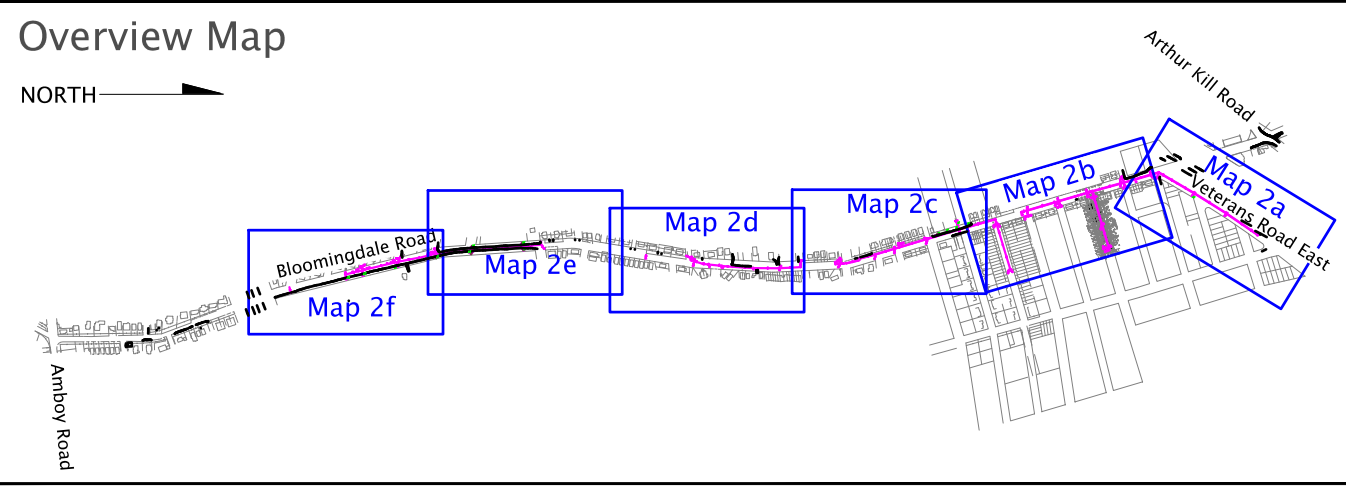 Overview Map
NORTH
Arthur Kill Road
Map 2a
Veterans Road East
Map 2b
Map 2c
Map 2d
Map 2e
Bloomingdale Road
Map 2f
Amboy Road